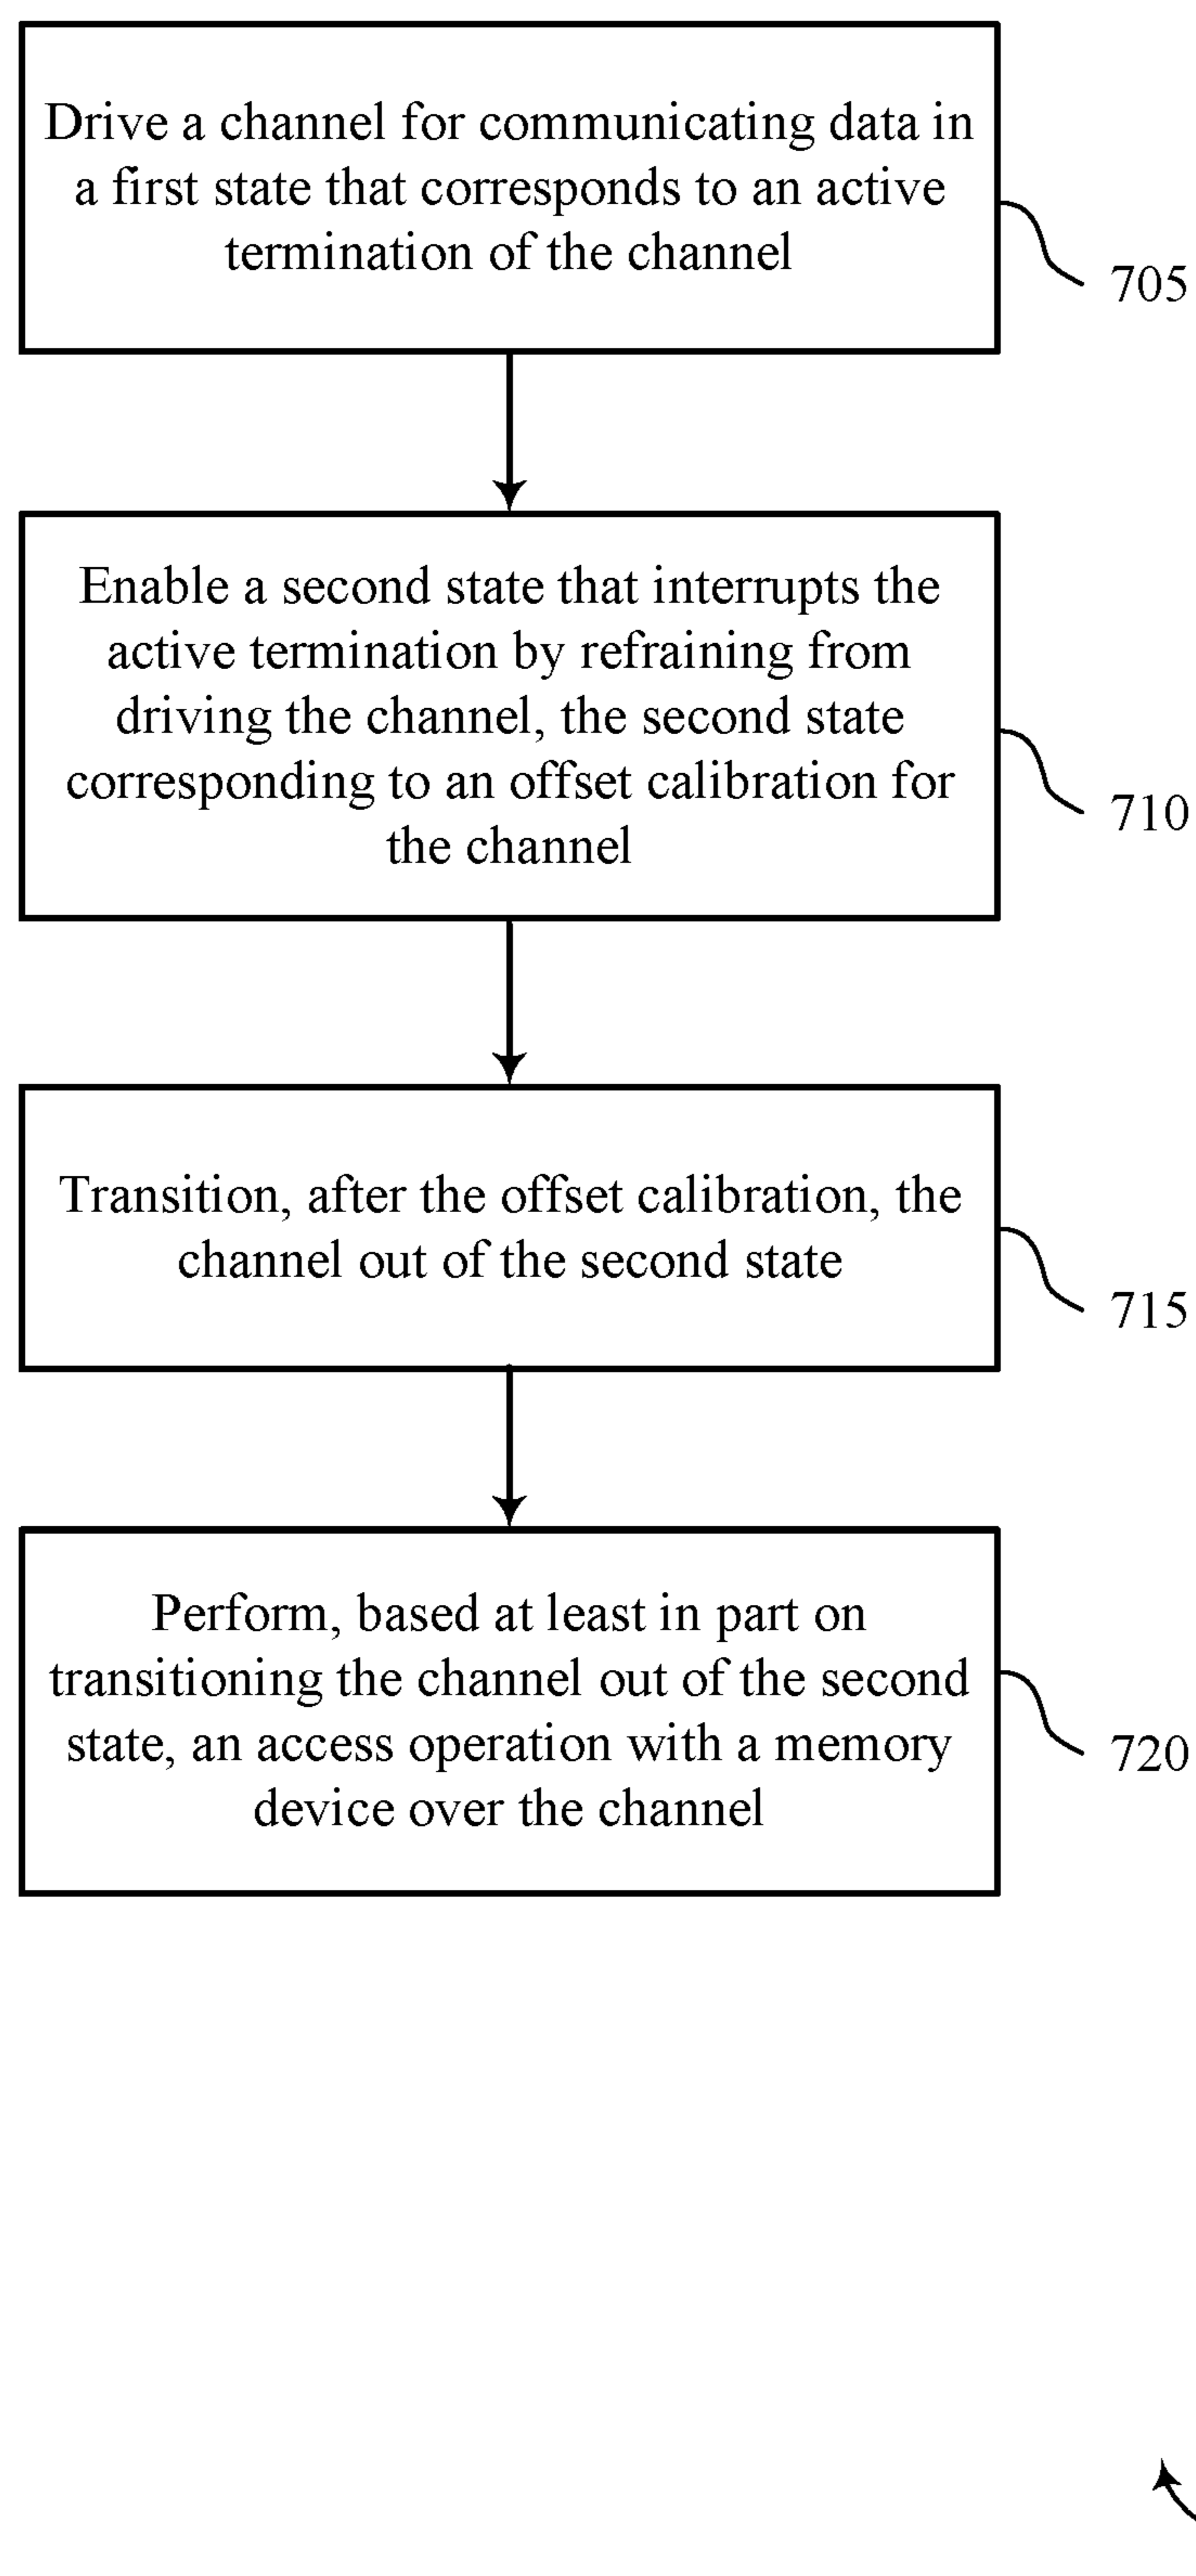 Drive a channel for communicating data in
a first state that corresponds to an active
termination of the channel
705
Enable a second state that interrupts the
active termination by refraining from
driving the channel, the second state
corresponding to an offset calibration for
the channel
710
Transition, after the offset calibration, the
channel out of the second state
715
Perform, based at least in part on
transitioning the channel out of the second
state, an access operation with a memory
device over the channel
720